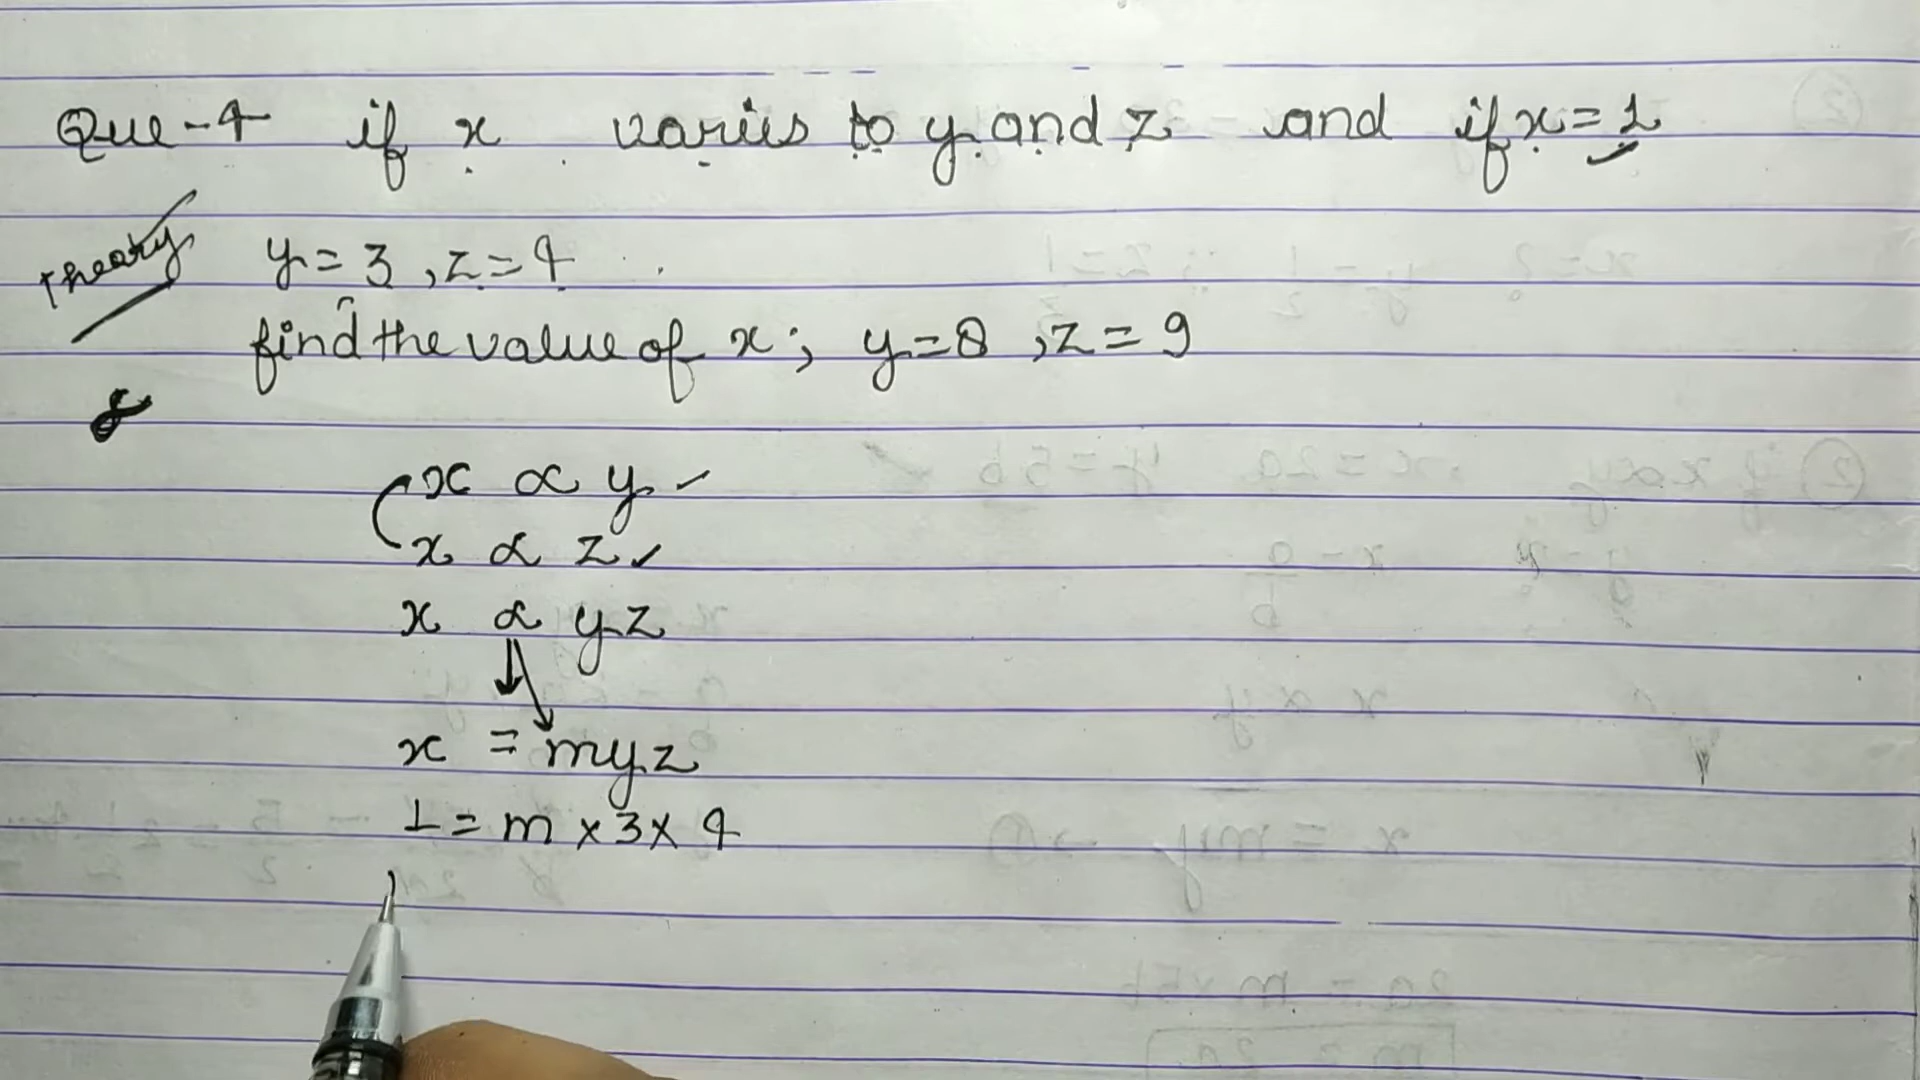 Que-4 if x varies to y and z and if x=1
Theory y=3, z=4
find the value of x; y=8, z=9
x ∝ y
x ∝ z
x ∝ yz
x = myz
1 = m × 3 × 4